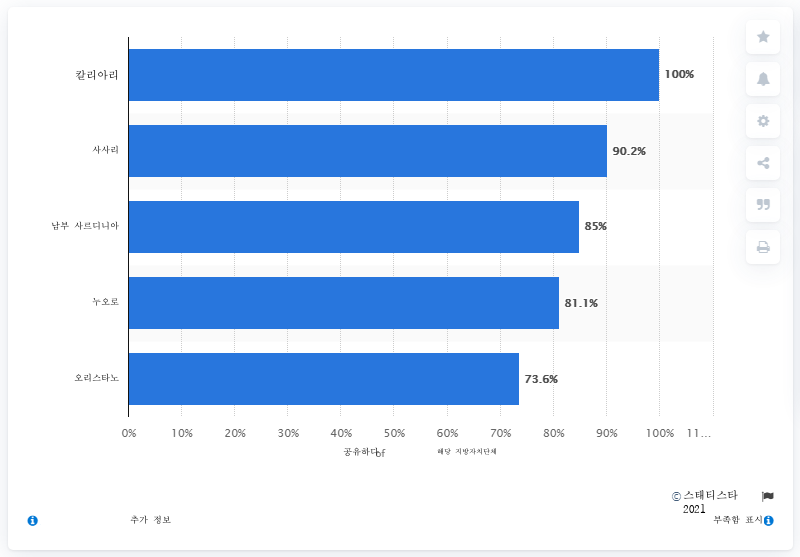 칼리아리
100%
사사리
90.2%
남부 사르디니아
85%
누오로
81.1%
오리스타노
73.6%
0% 10% 20% 30% 40% 50% 60% 70% 80% 90% 100% 11...
공유하다of 해당 지방자치단체
© 스태티스타
2021
추가 정보
부족함 표시